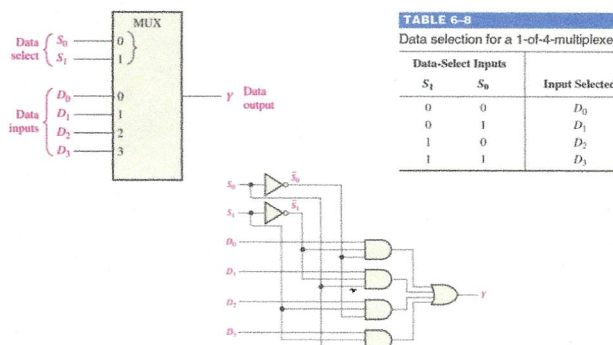 MUX
Data select
S0 0
S1 1
Data inputs
D0 0
D1 1
D2 2
D3 3
Y Data output
TABLE 6–8
Data selection for a 1-of-4-multiplexe
Data-Select Inputs
S1 S0 Input Selected
0 0 D0
0 1 D1
1 0 D2
1 1 D3
S0 S̄0
S1 S̄1
D0
D1
D2
D3
Y